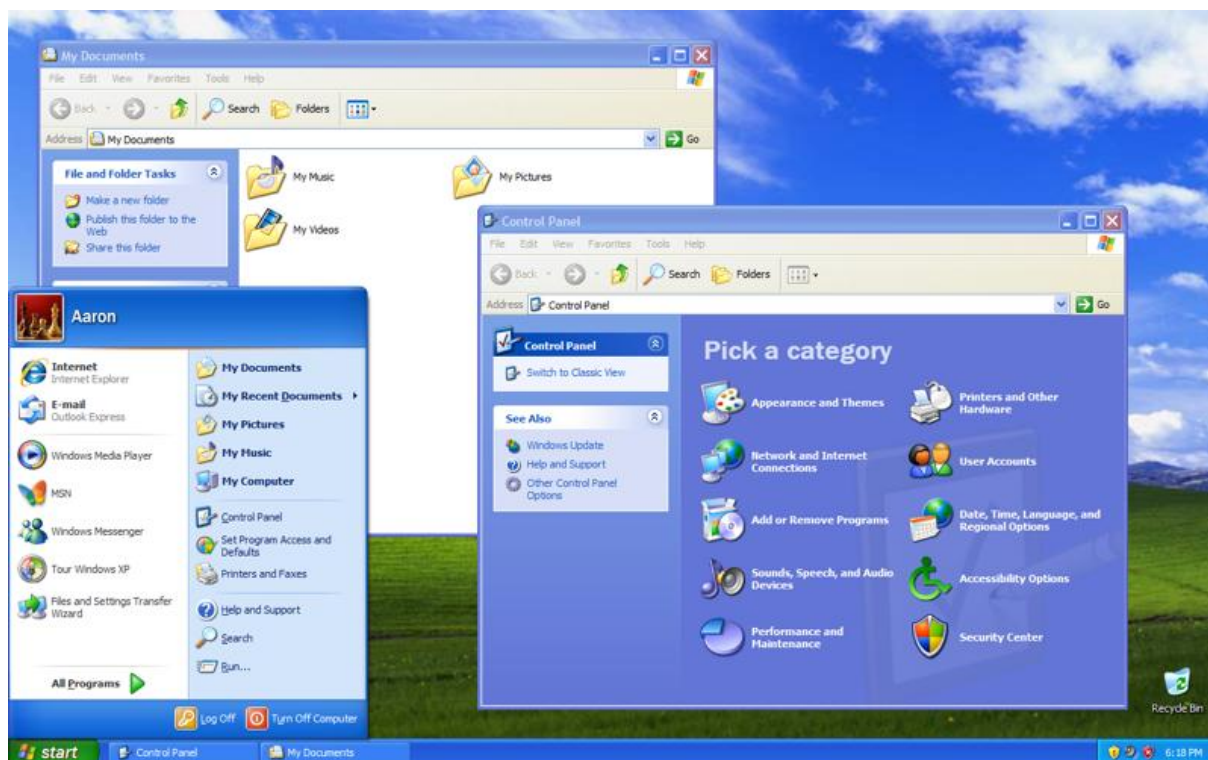 My Documents
File Edit View Favorites Tools Help
Back Search Folders
Address My Documents Go
File and Folder Tasks
Make a new folder
Publish this folder to the
Web
Share this folder
My Music
My Pictures
My Videos
Control Panel
File Edit View Favorites Tools Help
Back Search Folders
Address Control Panel Go
Control Panel
Switch to Classic View
See Also
Windows Update
Help and Support
Other Control Panel
Options
Pick a category
Appearance and Themes
Printers and Other
Hardware
Network and Internet
Connections
User Accounts
Add or Remove Programs
Date, Time, Language, and
Regional Options
Sounds, Speech, and Audio
Devices
Accessibility Options
Performance and
Maintenance
Security Center
Aaron
Internet
Internet Explorer
E-mail
Outlook Express
Windows Media Player
MSN
Windows Messenger
Tour Windows XP
Files and Settings Transfer
Wizard
All Programs
My Documents
My Recent Documents
My Pictures
My Music
My Computer
Control Panel
Set Program Access and
Defaults
Printers and Faxes
Help and Support
Search
Run...
Log Off Turn Off Computer
Recycle Bin
start Control Panel My Documents 6:18 PM